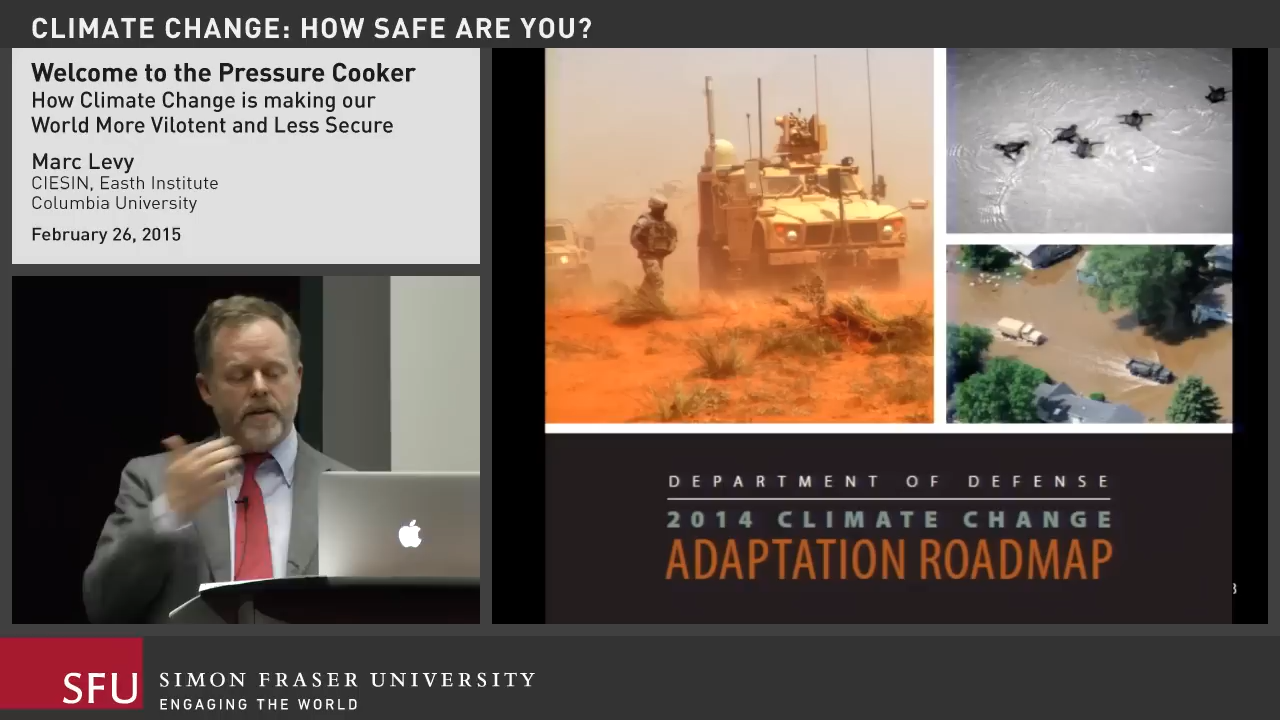 CLIMATE CHANGE: HOW SAFE ARE YOU?
Welcome to the Pressure Cooker
How Climate Change is making our
World More Vilotent and Less Secure
Marc Levy
CIESIN, Easth Institute
Columbia University
February 26, 2015
DEPARTMENT OF DEFENSE
2014 CLIMATE CHANGE
ADAPTATION ROADMAP
SFU
SIMON FRASER UNIVERSITY
ENGAGING THE WORLD